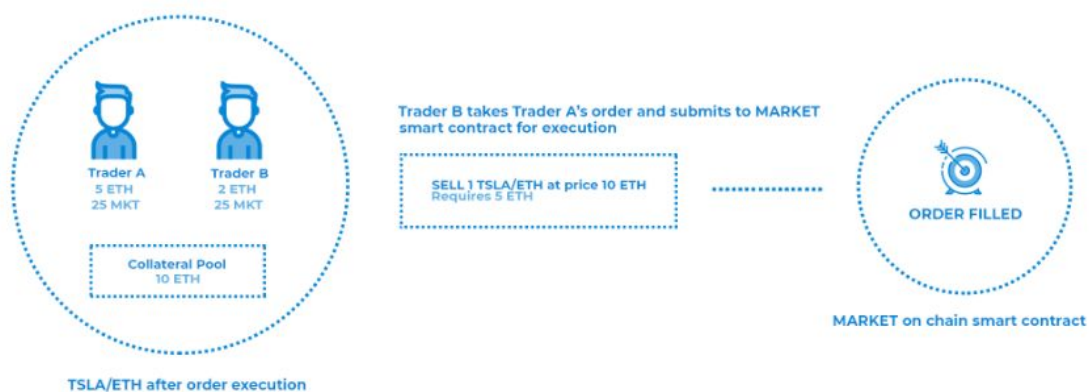 Trader A
5 ETH
25 MKT
Trader B
2 ETH
25 MKT
Collateral Pool
10 ETH
TSLA/ETH after order execution
Trader B takes Trader A's order and submits to MARKET
smart contract for execution
SELL 1 TSLA/ETH at price 10 ETH
Requires 5 ETH
ORDER FILLED
MARKET on chain smart contract